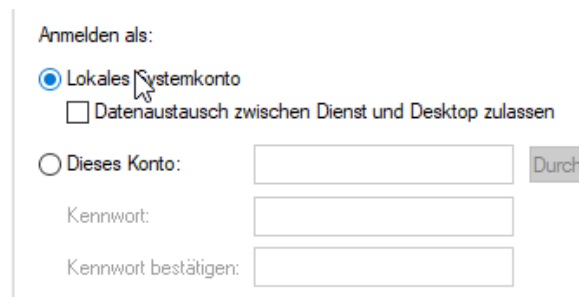 Anmelden als:
Lokales Systemkonto
Datenaustausch zwischen Dienst und Desktop zulassen
Dieses Konto:
Durch
Kennwort:
Kennwort bestätigen: